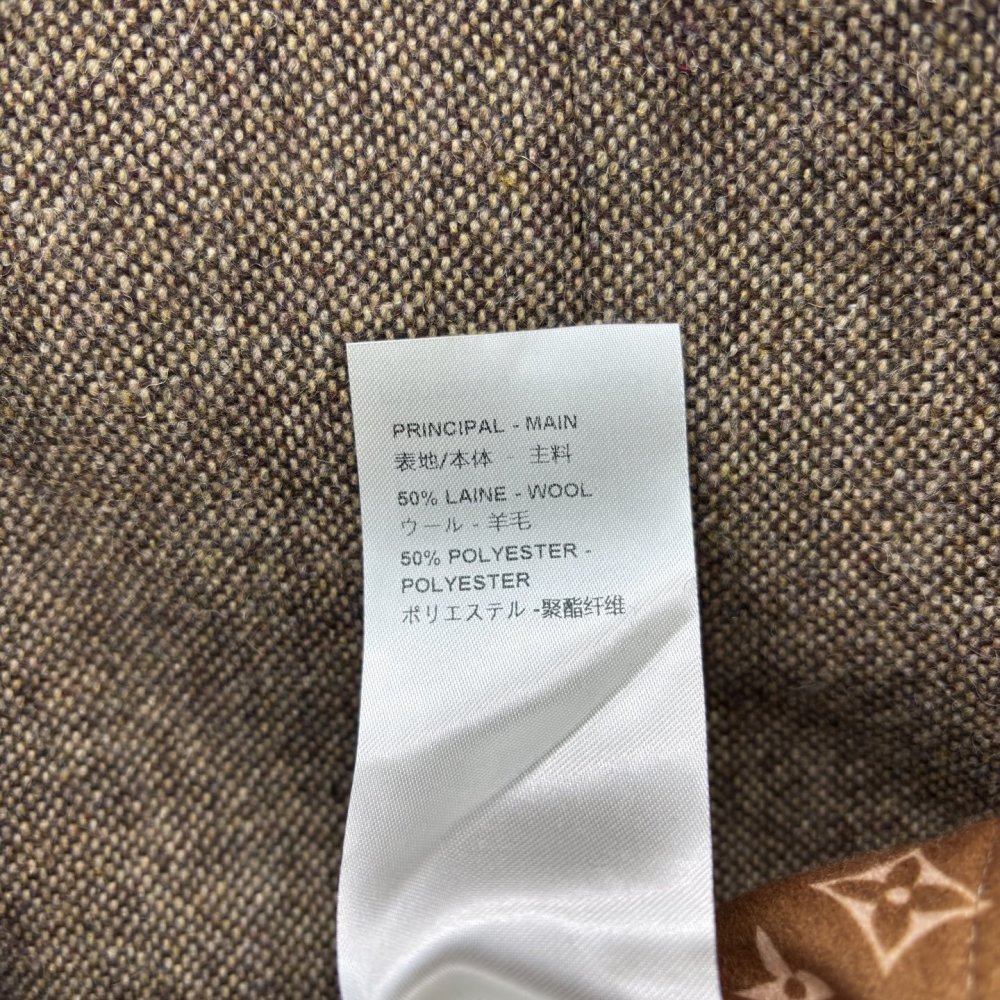 PRINCIPAL - MAIN
表地/本体 - 主料
50% LAINE - WOOL
ウール - 羊毛
50% POLYESTER -
POLYESTER
ポリエステル -聚酯纤维